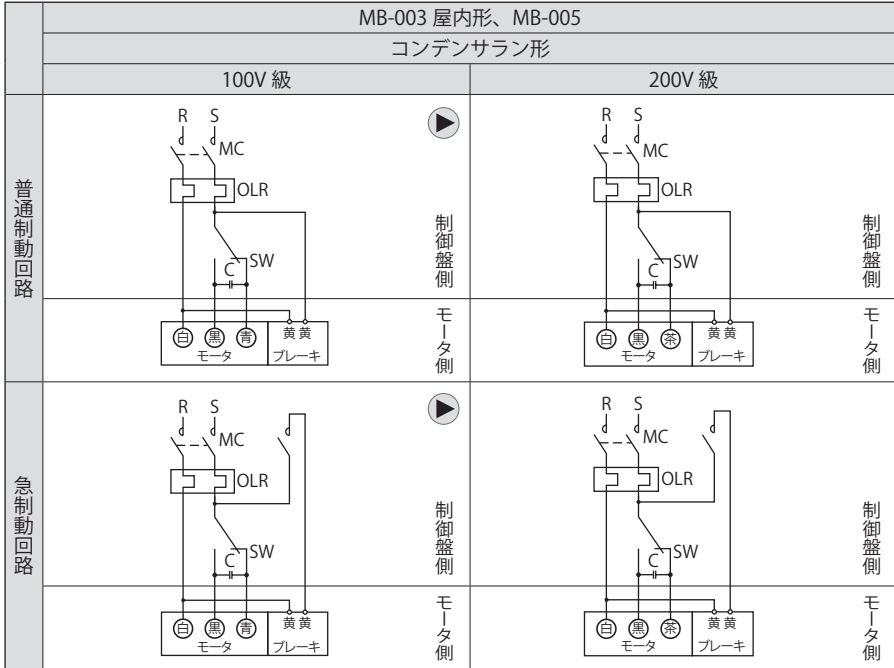 MB-003 屋内形、MB-005
コンデンサラン形
100V 級
200V 級
普通制動回路
R S
MC
OLR
SW
C
制御盤側
白 黒 青 黄 黄
モータ ブレーキ
モータ側
R S
MC
OLR
SW
C
制御盤側
白 黒 茶 黄 黄
モータ ブレーキ
モータ側
急制動回路
R S
MC
OLR
SW
C
制御盤側
白 黒 青 黄 黄
モータ ブレーキ
モータ側
R S
MC
OLR
SW
C
制御盤側
白 黒 茶 黄 黄
モータ ブレーキ
モータ側